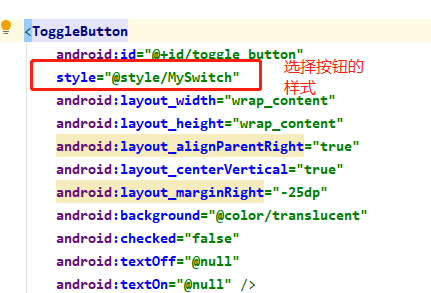 <ToggleButton
android:id="@+id/toggle_button"
style="@style/MySwitch"
选择按钮的
样式
android:layout_width="wrap_content"
android:layout_height="wrap_content"
android:layout_alignParentRight="true"
android:layout_centerVertical="true"
android:layout_marginRight="-25dp"
android:background="@color/translucent"
android:checked="false"
android:textOff="@null"
android:textOn="@null" />